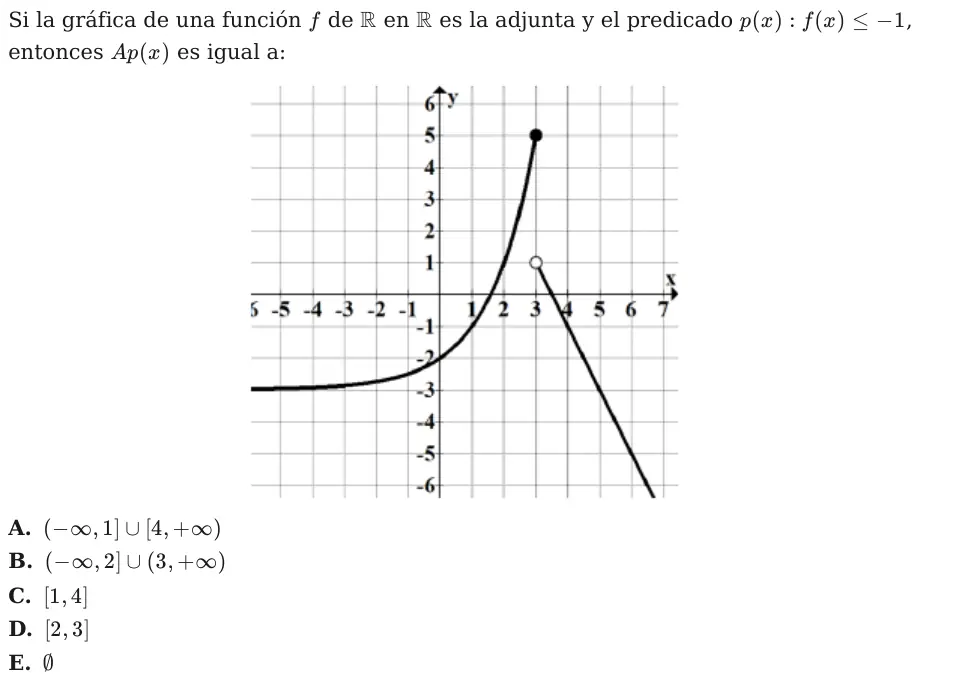 Si la gráfica de una función f de ℝ en ℝ es la adjunta y el predicado p(x) : f(x) ≤ −1,
entonces Ap(x) es igual a:
y
6
5
4
3
2
1
x
6 -5 -4 -3 -2 -1 1 2 3 4 5 6 7
-1
-2
-3
-4
-5
-6
A. (−∞, 1] ∪ [4, +∞)
B. (−∞, 2] ∪ (3, +∞)
C. [1, 4]
D. [2, 3]
E. ∅